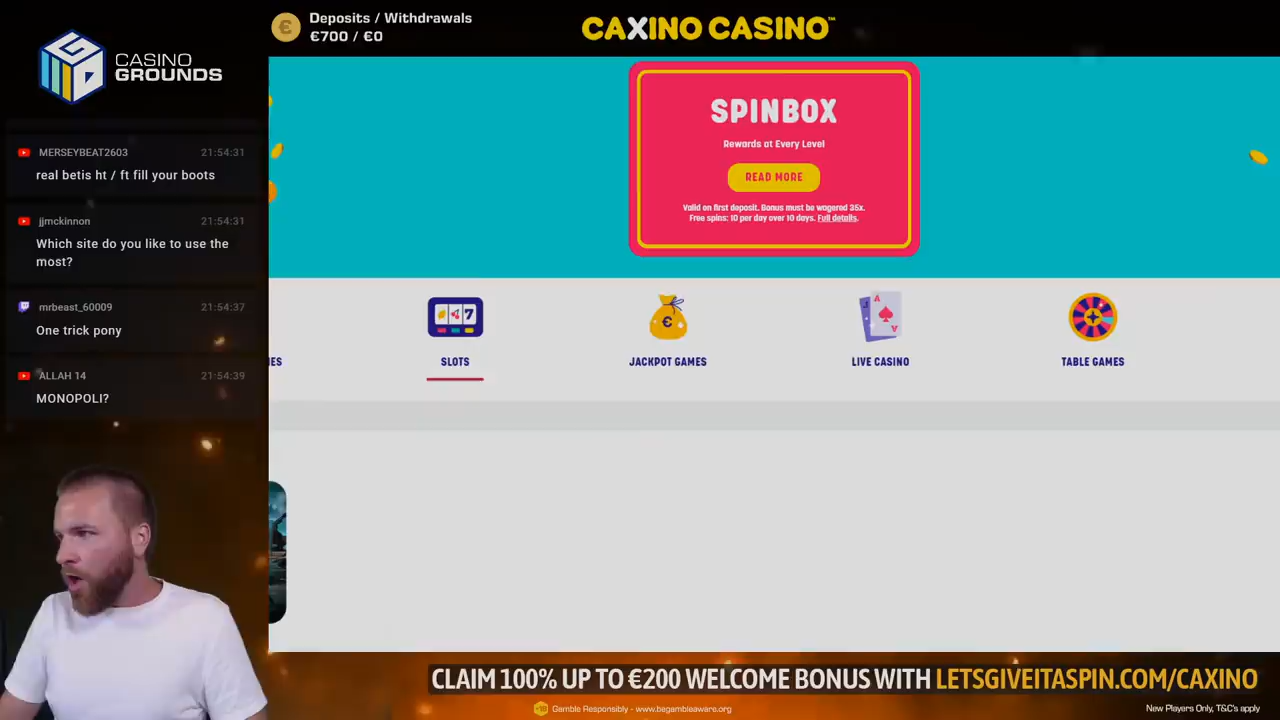 CASINO
GROUNDS
Deposits / Withdrawals
€700 / €0
CAXINO CASINO™
MERSEYBEAT2603 21:54:31
real betis ht / ft fill your boots
jjmckinnon 21:54:31
Which site do you like to use the
most?
mrbeast_60009 21:54:37
One trick pony
ALLAH 14 21:54:39
MONOPOLI?
SPINBOX
Rewards at Every Level
READ MORE
Valid on first deposit. Bonus must be wagered 35x.
Free spins: 10 per day over 10 days. Full details.
SLOTS
JACKPOT GAMES
LIVE CASINO
TABLE GAMES
CLAIM 100% UP TO €200 WELCOME BONUS WITH LETSGIVEITASPIN.COM/CAXINO
Gamble Responsibly - www.begambleaware.org
New Players Only, T&C's apply